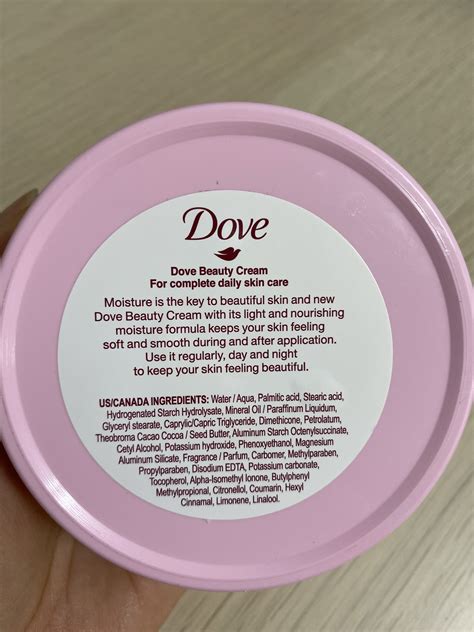 Dove
Dove Beauty Cream
For complete daily skin care
Moisture is the key to beautiful skin and new
Dove Beauty Cream with its light and nourishing
moisture formula keeps your skin feeling
soft and smooth during and after application.
Use it regularly, day and night
to keep your skin feeling beautiful.
US/CANADA INGREDIENTS: Water / Aqua, Palmitic acid, Stearic acid,
Hydrogenated Starch Hydrolysate, Mineral Oil / Paraffinum Liquidum,
Glyceryl stearate, Caprylic/Capric Triglyceride, Dimethicone, Petrolatum,
Theobroma Cacao Cocoa / Seed Butter, Aluminum Starch Octenylsuccinate,
Cetyl Alcohol, Potassium hydroxide, Phenoxyethanol, Magnesium
Aluminum Silicate, Fragrance / Parfum, Carbomer, Methylparaben,
Propylparaben, Disodium EDTA, Potassium carbonate,
Tocopherol, Alpha-Isomethyl Ionone, Butylphenyl
Methylpropional, Citronellol, Coumarin, Hexyl
Cinnamal, Limonene, Linalool.